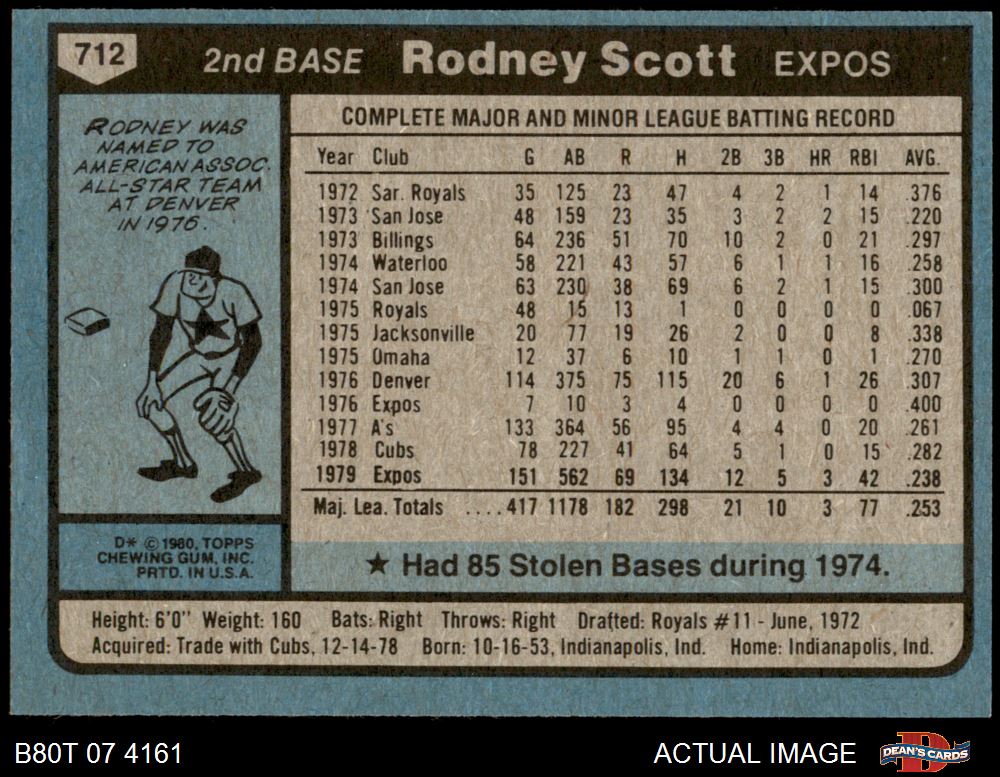 712
2nd BASE Rodney Scott EXPOS
RODNEY WAS
NAMED TO
AMERICAN ASSOC.
ALL-STAR TEAM
AT DENVER
IN 1976.
COMPLETE MAJOR AND MINOR LEAGUE BATTING RECORD
Year Club G AB R H 2B 3B HR RBI AVG.
1972 Sar. Royals 35 125 23 47 4 2 1 14 .376
1973 San Jose 48 159 23 35 3 2 2 15 .220
1973 Billings 64 236 51 70 10 2 0 21 .297
1974 Waterloo 58 221 43 57 6 1 1 16 .258
1974 San Jose 63 230 38 69 6 2 1 15 .300
1975 Royals 48 15 13 1 0 0 0 0 .067
1975 Jacksonville 20 77 19 26 2 0 0 8 .338
1975 Omaha 12 37 6 10 1 1 0 1 .270
1976 Denver 114 375 75 115 20 6 1 26 .307
1976 Expos 7 10 3 4 0 0 0 0 .400
1977 A's 133 364 56 95 4 4 0 20 .261
1978 Cubs 78 227 41 64 5 1 0 15 .282
1979 Expos 151 562 69 134 12 5 3 42 .238
Maj. Lea. Totals ....417 1178 182 298 21 10 3 77 .253
★ Had 85 Stolen Bases during 1974.
D* © 1980, TOPPS
CHEWING GUM, INC.
PRTD. IN U.S.A.
Height: 6'0" Weight: 160 Bats: Right Throws: Right Drafted: Royals #11 - June, 1972
Acquired: Trade with Cubs, 12-14-78 Born: 10-16-53, Indianapolis, Ind. Home: Indianapolis, Ind.
B80T 07 4161 ACTUAL IMAGE DEAN'S CARDS